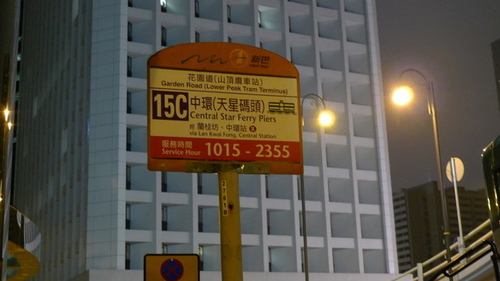 新巴
花園道(山頂纜車站)
Garden Road (Lower Peak Tram Terminus)
15C 中環(天星碼頭)
Central Star Ferry Piers
經 蘭桂坊、中環站
via Lan Kwai Fong, Central Station
服務時間
Service Hour 1015 - 2355